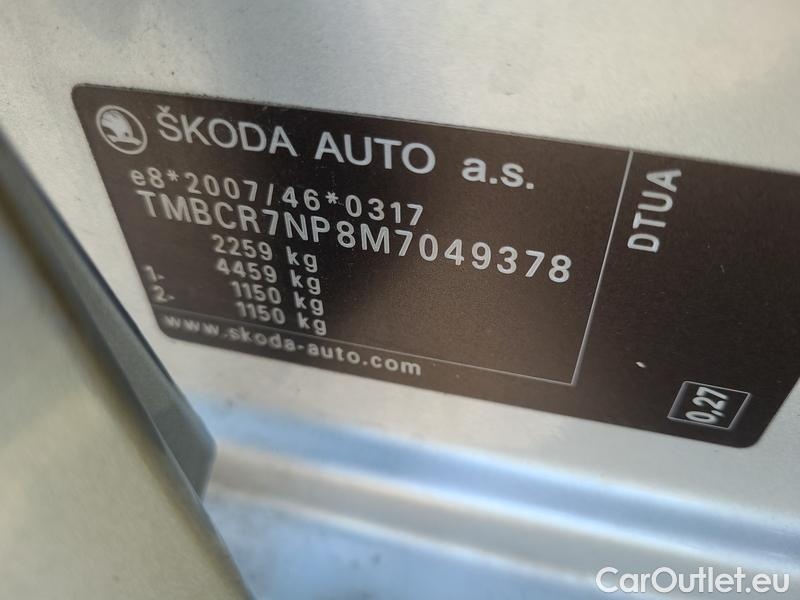 ŠKODA AUTO a.s.
e8*2007/46*0317
TMBCR7NP8M7049378
2259 kg
4459 kg
1- 1150 kg
2- 1150 kg
www.skoda-auto.com
DTUA
0,27
CarOutlet.eu